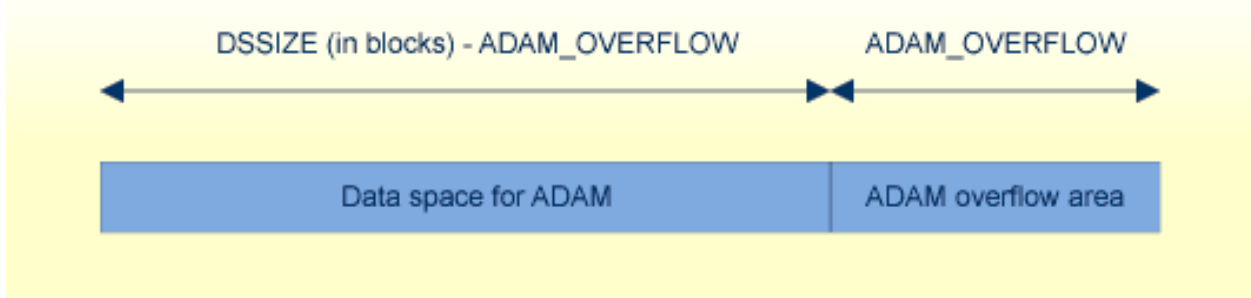 DSSIZE (in blocks) - ADAM_OVERFLOW ADAM_OVERFLOW
Data space for ADAM ADAM overflow area